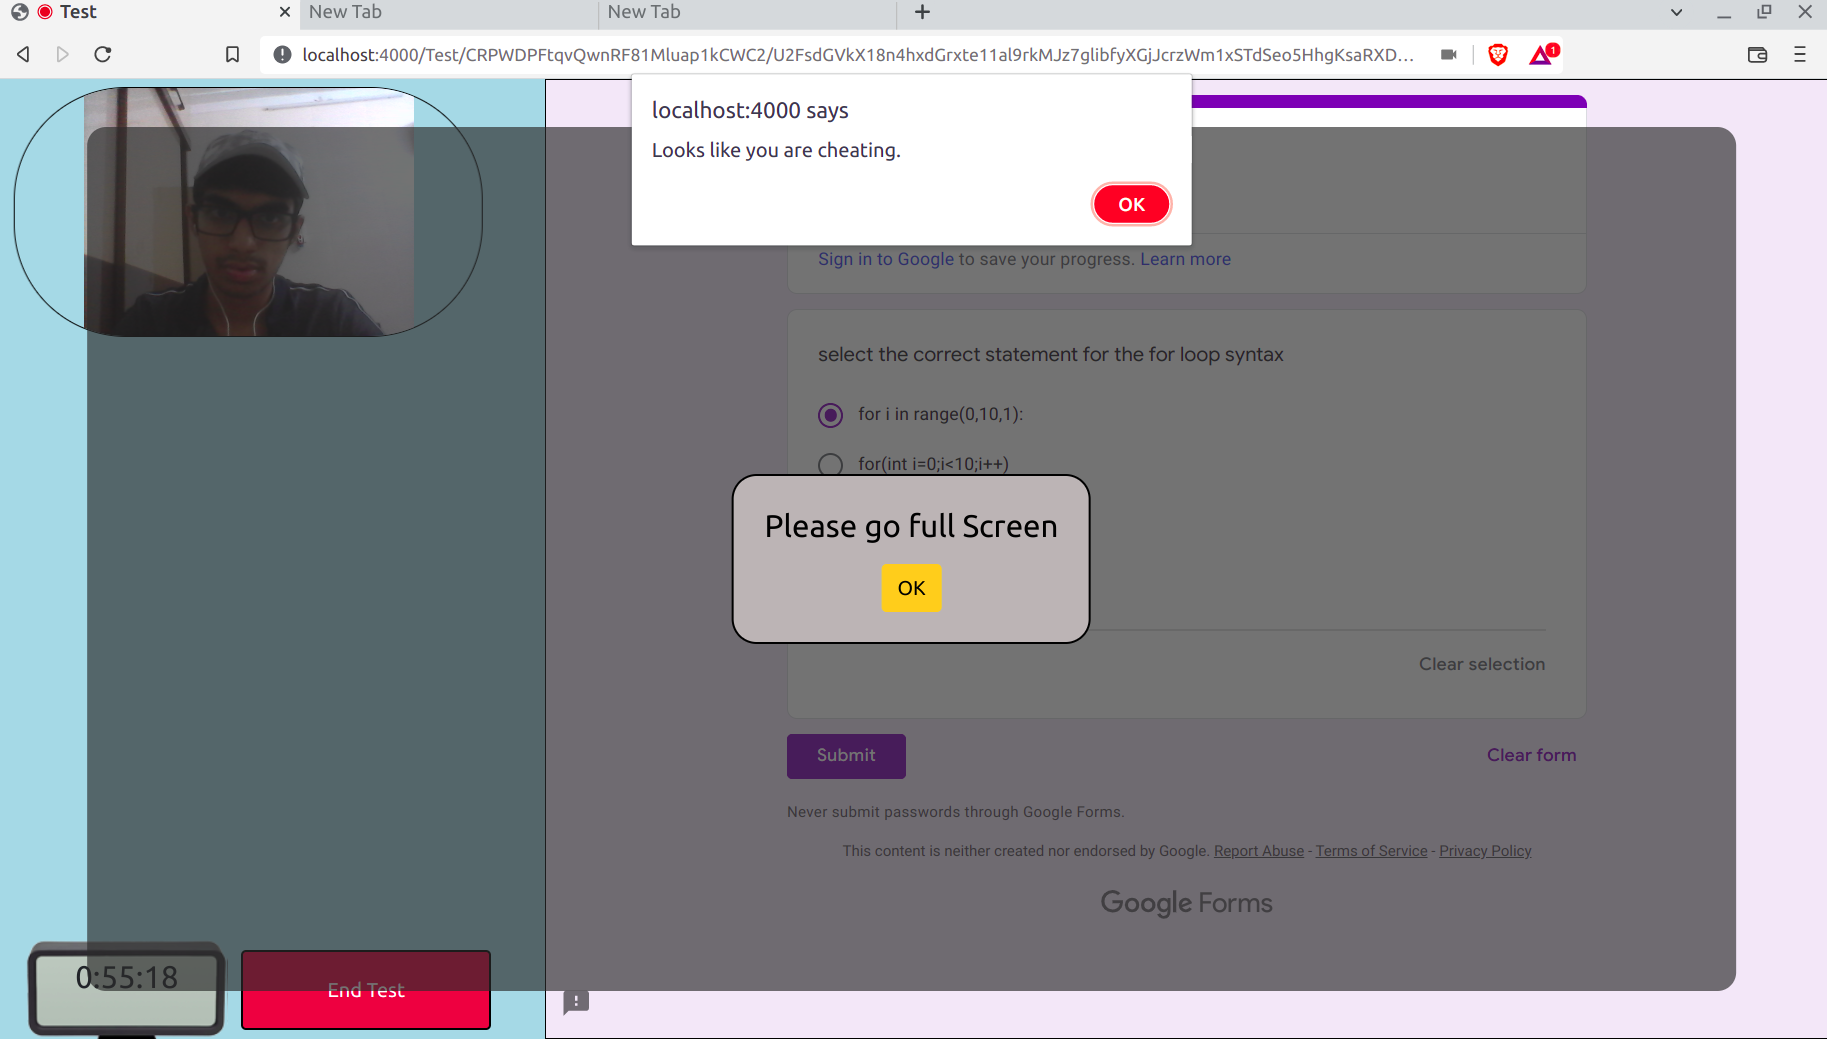 Test
New Tab
New Tab
localhost:4000/Test/CRPWDPFtqvQwnRF81Mluap1kCWC2/U2FsdGVkX18n4hxdGrxte11al9rkMJz7glibfyXGjJcrzWm1xSTdSeo5HhgKsaRXD...
1
localhost:4000 says
Looks like you are cheating.
OK
Sign in to Google to save your progress. Learn more
select the correct statement for the for loop syntax
for i in range(0,10,1):
for(int i=0;i<10;i++)
Please go full Screen
OK
Clear selection
Submit
Clear form
Never submit passwords through Google Forms.
This content is neither created nor endorsed by Google. Report Abuse - Terms of Service - Privacy Policy
Google Forms
0:55:18
End Test